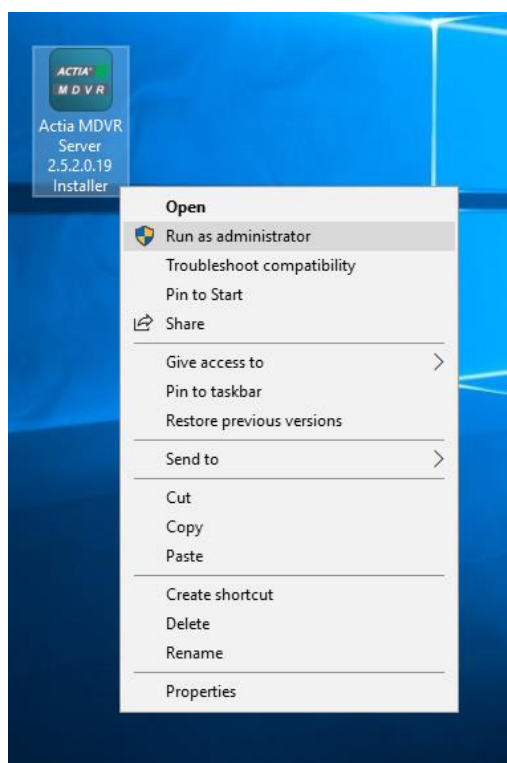 ACTIA
MDVR
Actia MDVR
Server
2.5.2.0.19
Installer
Open
Run as administrator
Troubleshoot compatibility
Pin to Start
Share
Give access to
Pin to taskbar
Restore previous versions
Send to
Cut
Copy
Paste
Create shortcut
Delete
Rename
Properties